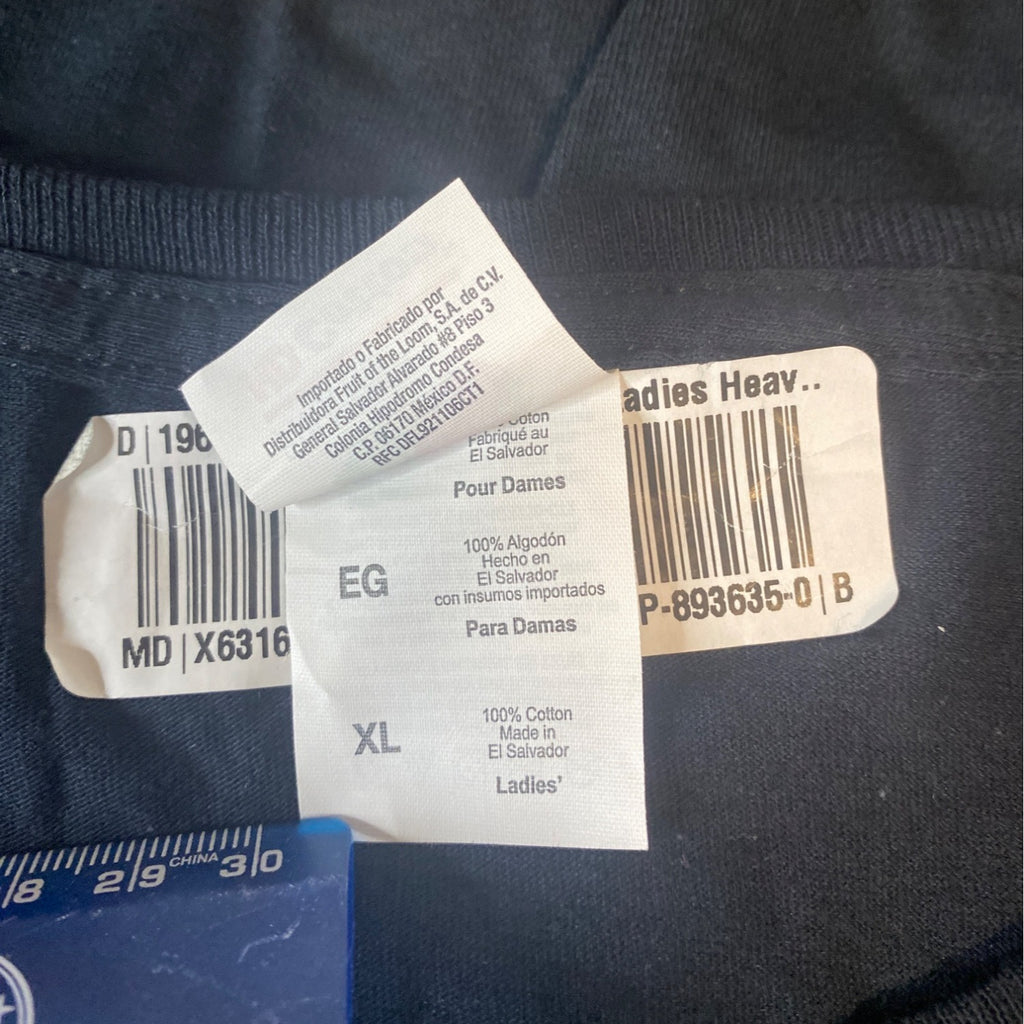 Importado o Fabricado por
Distribuidora Fruit of the Loom, S.A. de C.V.
General Salvador Alvarado #8 Piso 3
Colonia Hipodromo Condesa
C.P. 06170 México D.F.
RFC DFL921106CT1
D | 196
MD | X6316
Heav..
P-893635-0 | B
Fabriqué au
El Salvador
Pour Dames
EG
100% Algodón
Hecho en
El Salvador
con insumos importados
Para Damas
XL
100% Cotton
Made in
El Salvador
Ladies'
8 29 CHINA 30